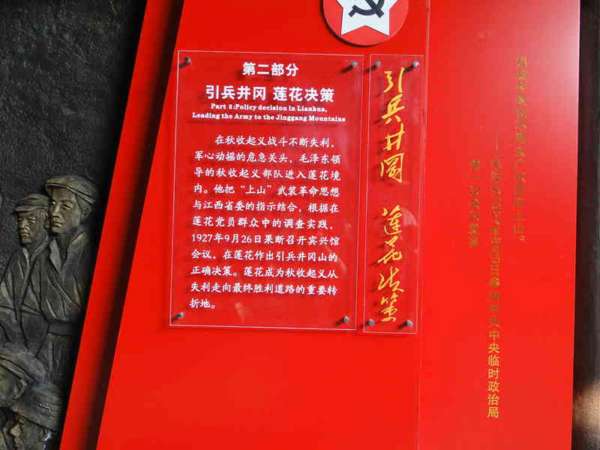 第二部分
引兵井冈 莲花决策
Part 2:Policy decision in Lianhua,
Leading the Army to the Jinggang Mountains
在秋收起义战斗不断失利,
军心动摇的危急关头,毛泽东领
导的秋收起义部队进入莲花境
内。他把“上山”武装革命思想
与江西省委的指示结合,根据在
莲花党员群众中的调查实践,
1927年9月26日果断召开宾兴馆
会议,在莲花作出引兵井冈山的
正确决策。莲花成为秋收起义从
失利走向最终胜利道路的重要转
折地。
引兵井冈 莲花决策
中央临时政治局